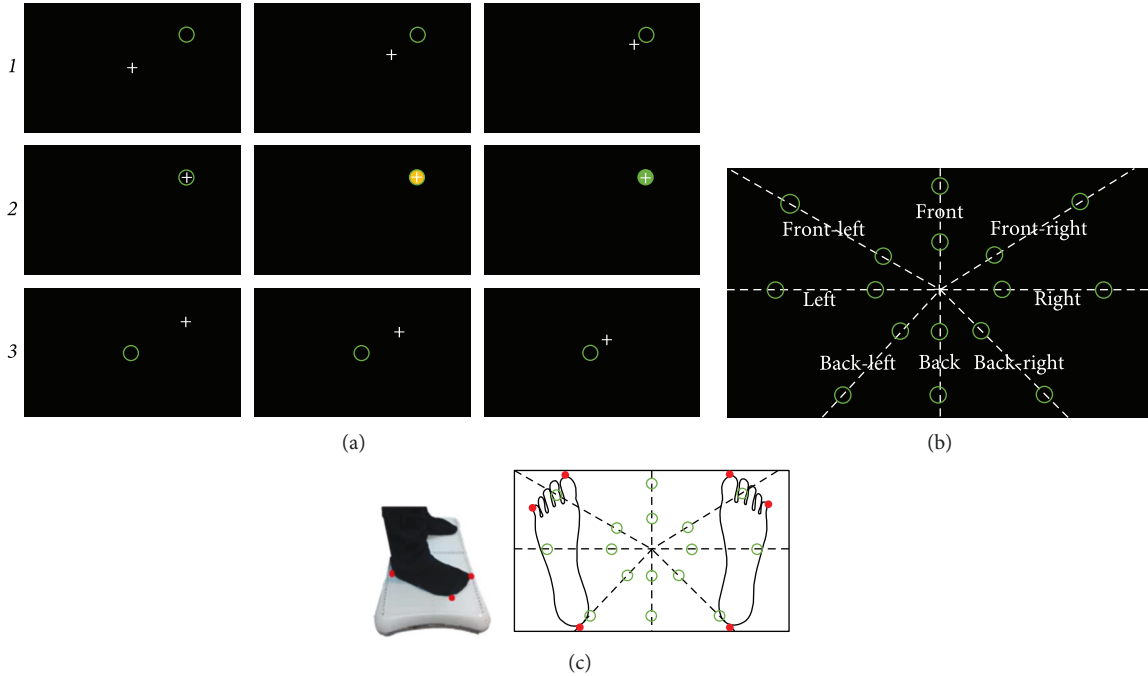 1
2
3
(a)
Front
Front-left
Front-right
Left
Right
Back-left
Back
Back-right
(b)
(c)